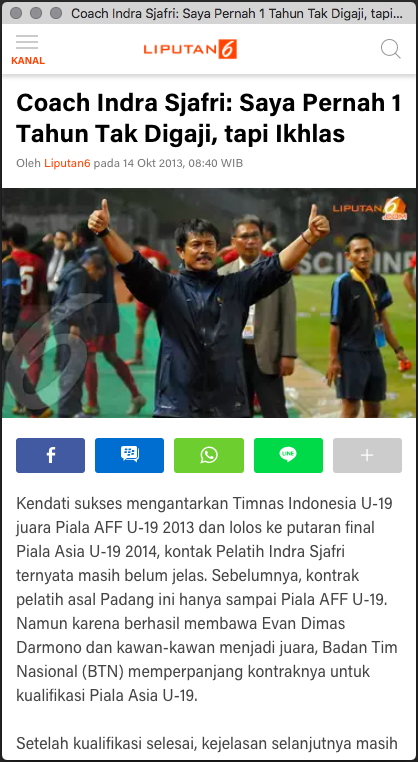 Coach Indra Sjafri: Saya Pernah 1 Tahun Tak Digaji, tapi...
KANAL
LIPUTAN6
Coach Indra Sjafri: Saya Pernah 1
Tahun Tak Digaji, tapi Ikhlas
Oleh Liputan6 pada 14 Okt 2013, 08:40 WIB
LIPUTAN 6
.com
Kendati sukses mengantarkan Timnas Indonesia U-19
juara Piala AFF U-19 2013 dan lolos ke putaran final
Piala Asia U-19 2014, kontak Pelatih Indra Sjafri
ternyata masih belum jelas. Sebelumnya, kontrak
pelatih asal Padang ini hanya sampai Piala AFF U-19.
Namun karena berhasil membawa Evan Dimas
Darmono dan kawan-kawan menjadi juara, Badan Tim
Nasional (BTN) memperpanjang kontraknya untuk
kualifikasi Piala Asia U-19.
Setelah kualifikasi selesai, kejelasan selanjutnya masih